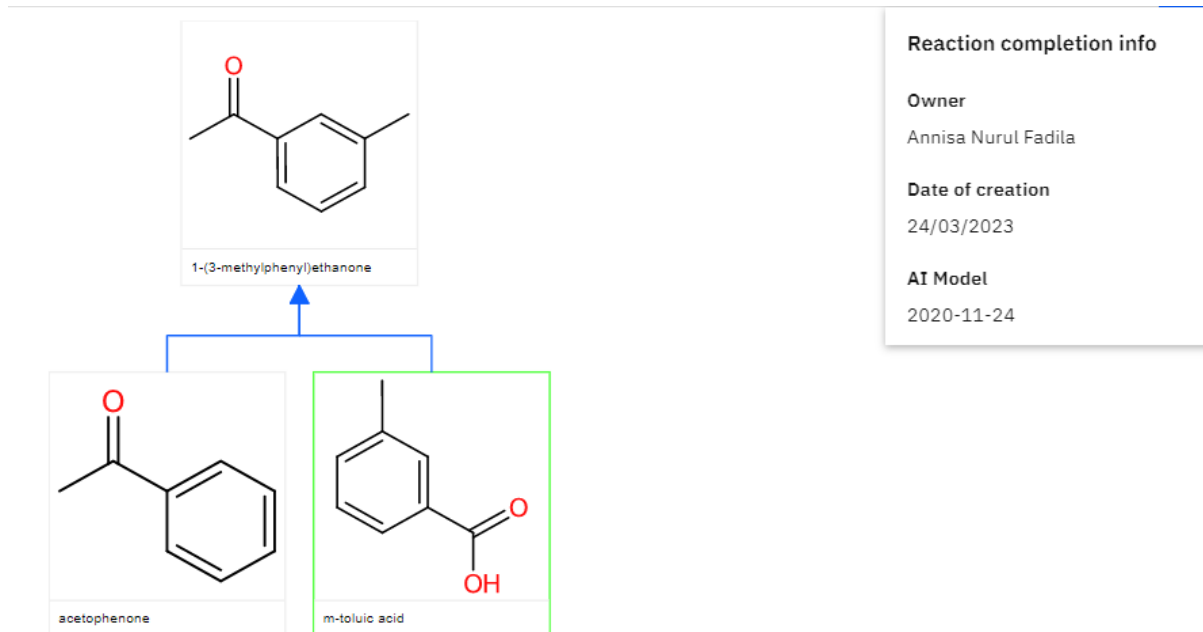 O
1-(3-methylphenyl)ethanone
O
acetophenone
O
OH
m-toluic acid
Reaction completion info
Owner
Annisa Nurul Fadila
Date of creation
24/03/2023
AI Model
2020-11-24